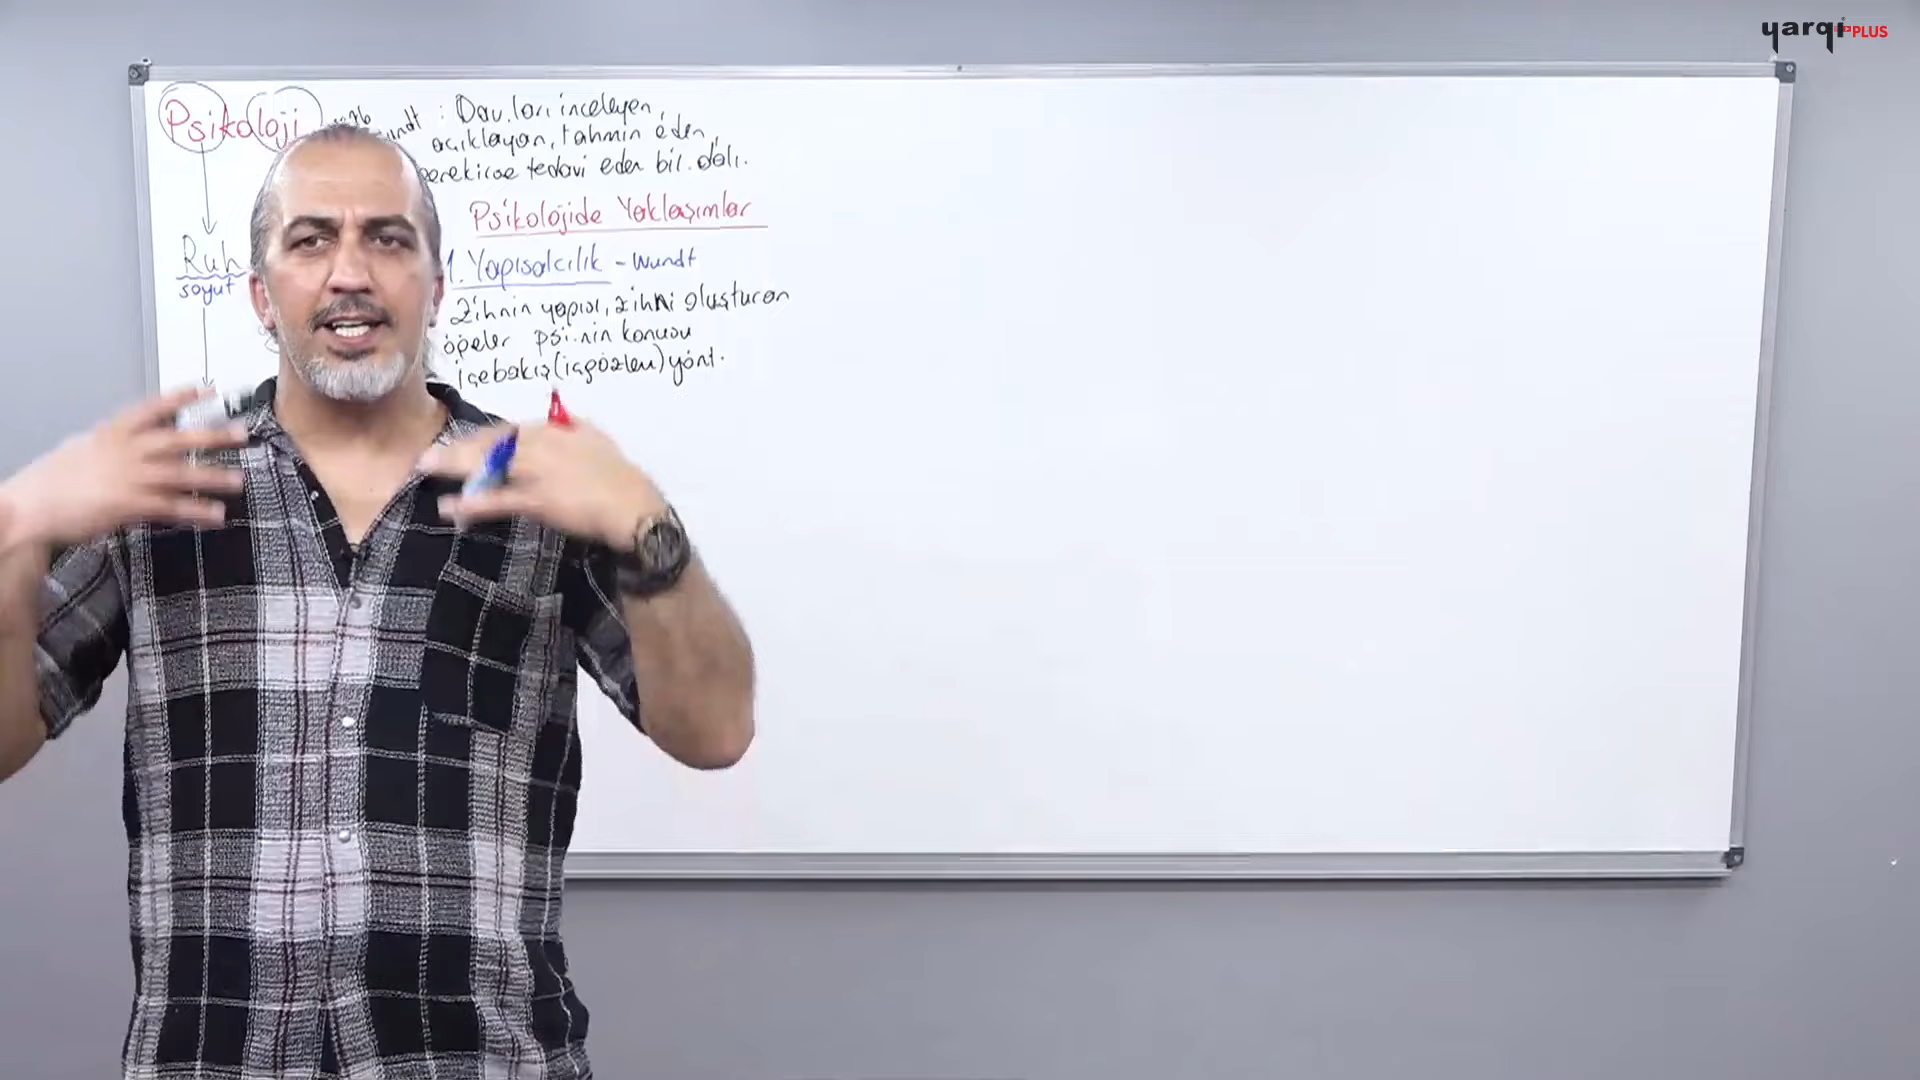 yarqı PLUS
Psikoloji : Dav.ları inceleyen,
açıklayan, tahmin eden,
gerekirse tedavi eden bil. dalı.
Psikolojide Yaklaşımlar
Ruh
soyut
1. Yapısalcılık - Wundt
Zihnin yapısı, zihni oluşturan
öğeler psi.nin konusu
içebakış (içgözlem) yönt.